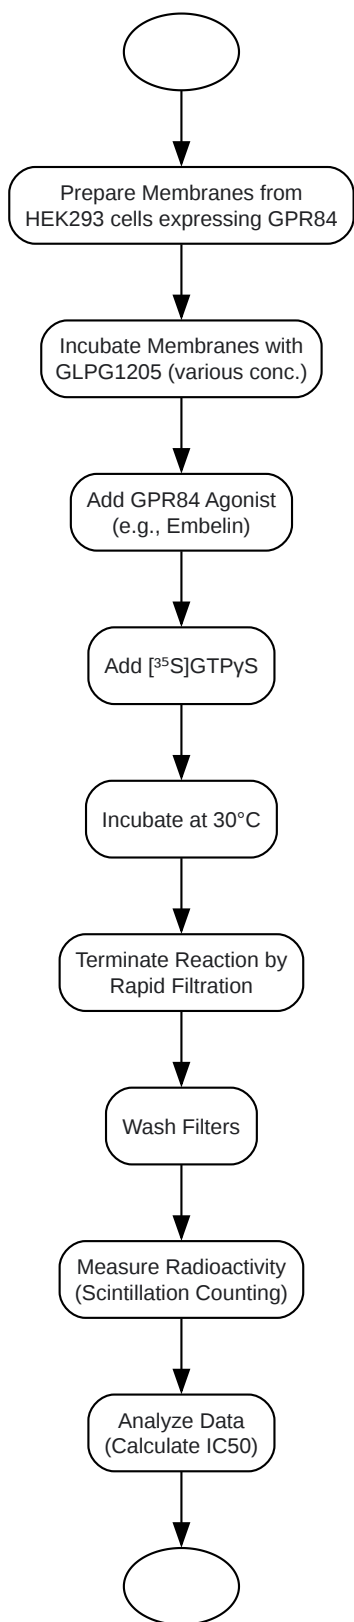 Prepare Membranes from
HEK293 cells expressing GPR84
Incubate Membranes with
GLPG1205 (various conc.)
Add GPR84 Agonist
(e.g., Embelin)
Add [³⁵S]GTPγS
Incubate at 30°C
Terminate Reaction by
Rapid Filtration
Wash Filters
Measure Radioactivity
(Scintillation Counting)
Analyze Data
(Calculate IC50)